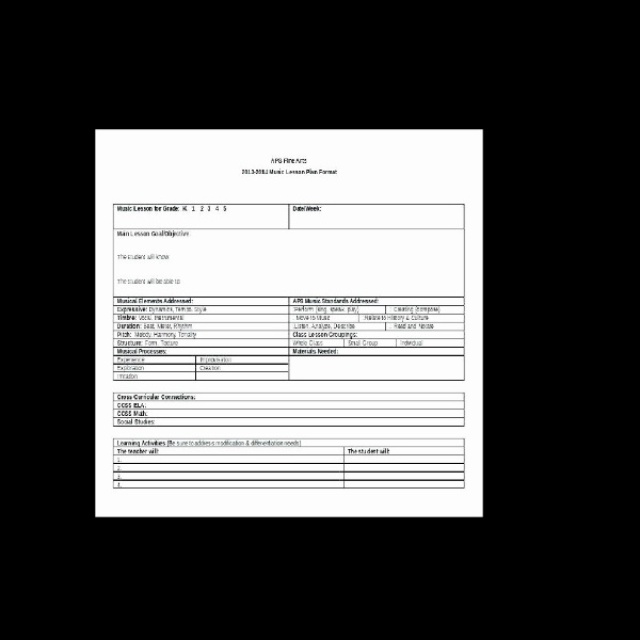 APS Fine Arts
2013-2014 Music Lesson Plan Format
Music Lesson for Grade: K 1 2 3 4 5
Date/Week:
Main Lesson Goal/Objective:
The student will know:
The student will be able to:
Musical Elements Addressed:
Expressive: Dynamics, Tempo, Style
Timbre: Vocal, Instrumental
Duration: Beat, Meter, Rhythm
Pitch: Melody, Harmony, Tonality
Structure: Form, Texture
APS Music Standards Addressed:
Perform (sing, speak, play) Creating (compose)
Move to Music Relate to History & Culture
Listen, Analyze, Describe Read and Notate
Class Lesson Groupings:
Whole Class Small Group Individual
Musical Processes:
Experience Improvisation
Exploration Creation
Imitation
Materials Needed:
Cross-Curricular Connections:
CCSS ELA:
CCSS Math:
Social Studies:
Learning Activities (Be sure to address modification & differentiation needs)
The teacher will: The student will:
1.
2.
3.